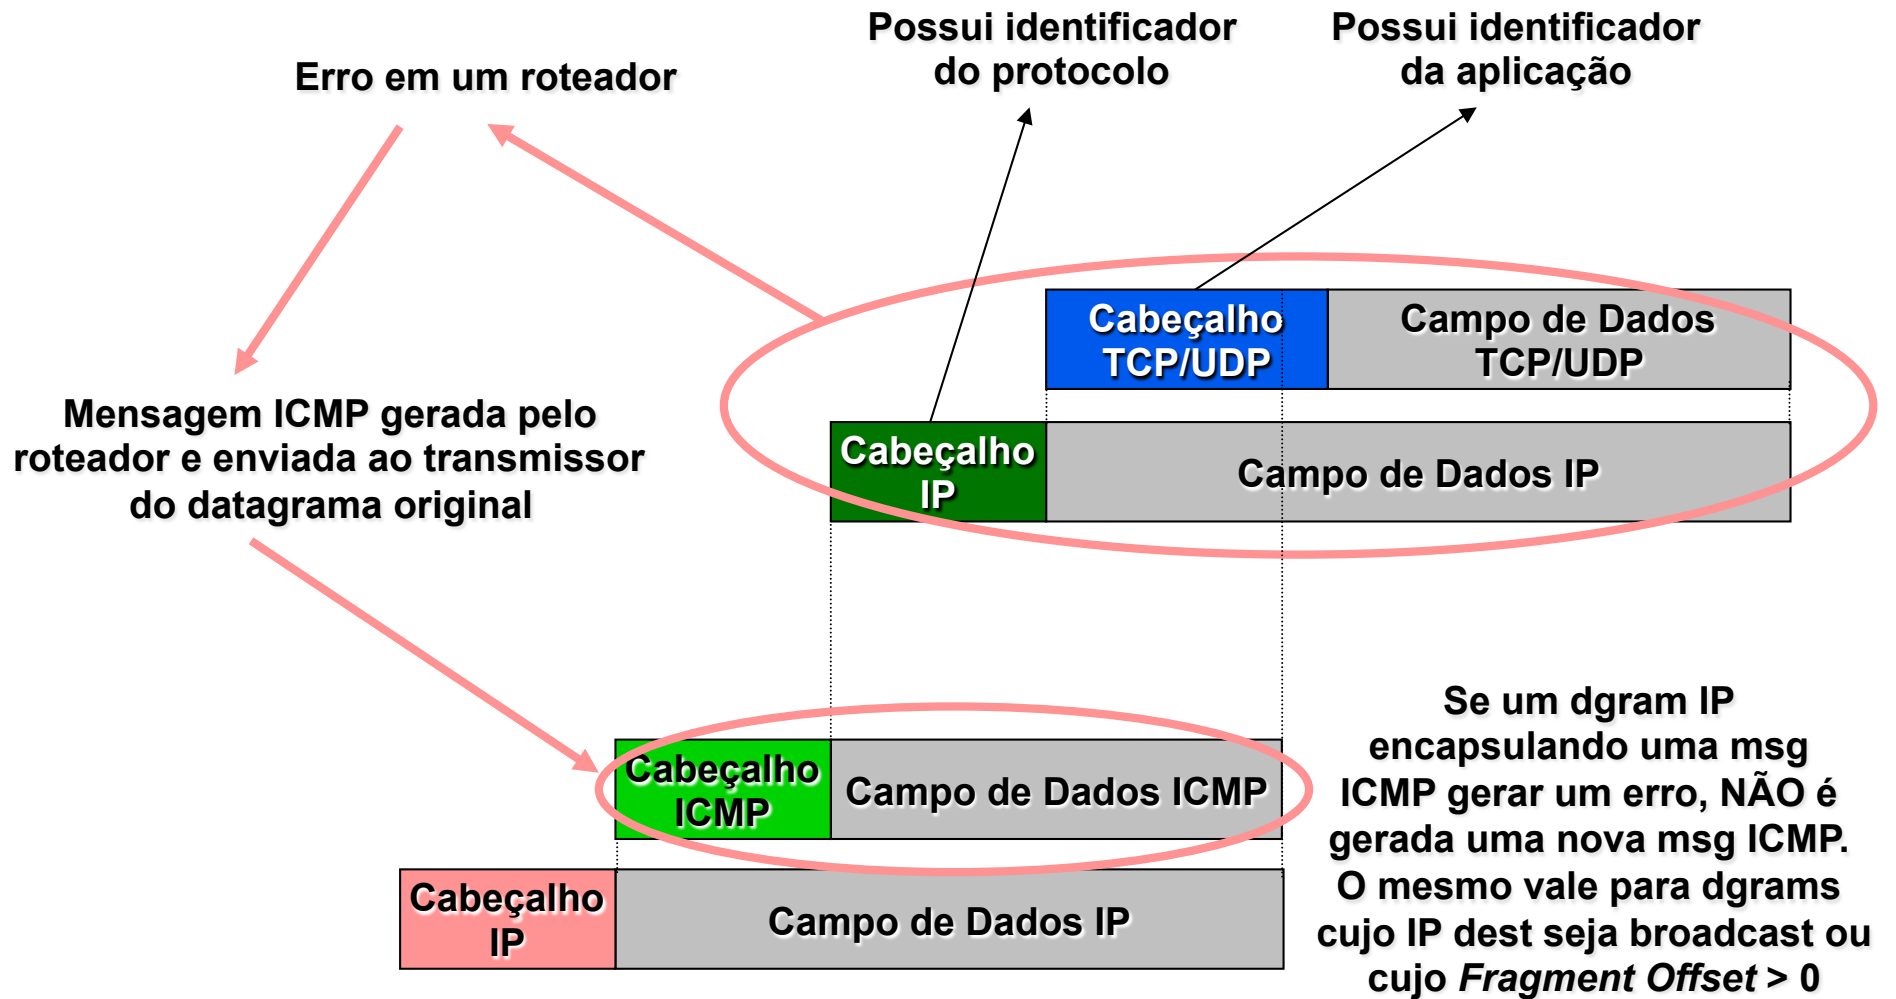 Possui identificador
do protocolo
Possui identificador
da aplicação
Erro em um roteador
Cabeçalho
TCP/UDP
Campo de Dados
TCP/UDP
Mensagem ICMP gerada pelo
roteador e enviada ao transmissor
do datagrama original
Cabeçalho
IP
Campo de Dados IP
Cabeçalho
ICMP
Campo de Dados ICMP
Cabeçalho
IP
Campo de Dados IP
Se um dgram IP
encapsulando uma msg
ICMP gerar um erro, NÃO é
gerada uma nova msg ICMP.
O mesmo vale para dgrams
cujo IP dest seja broadcast ou
cujo Fragment Offset > 0